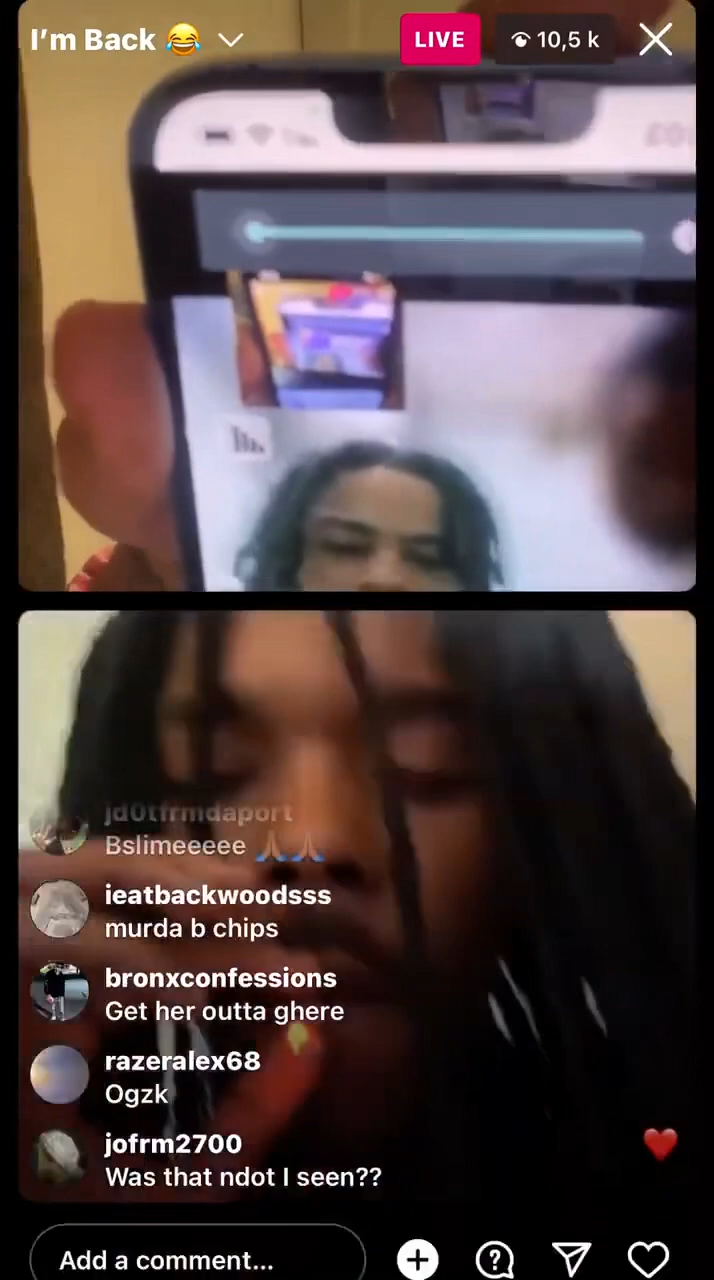 I’m Back 😂
LIVE
10,5 k
jd0tfrmdaport
Bslimeeeee 🙏🏾🙏🏾
ieatbackwoodsss
murda b chips
bronxconfessions
Get her outta ghere
razeralex68
Ogzk
jofrm2700
Was that ndot I seen??
Add a comment...